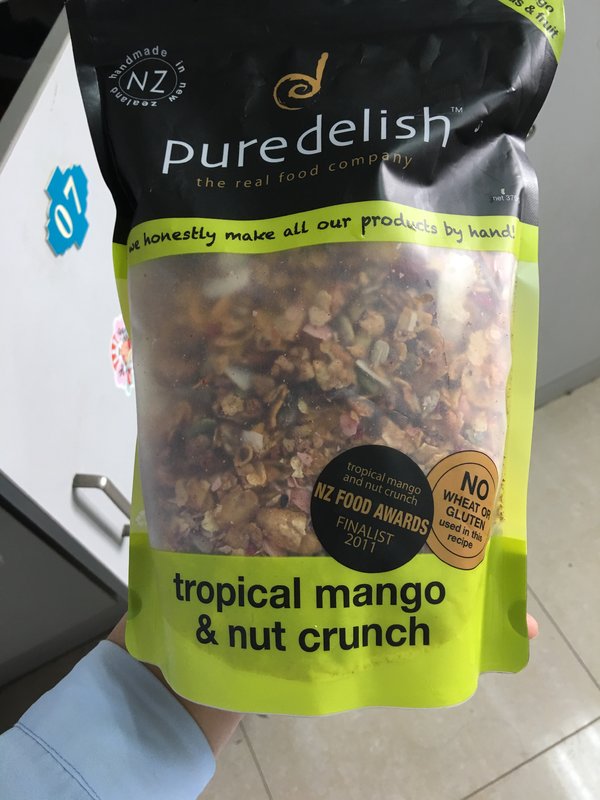 handmade in new zealand
NZ
puredelish™
the real food company
we honestly make all our products by hand!
tropical mango
and nut crunch
NZ FOOD AWARDS
FINALIST
2011
NO
WHEAT OR
GLUTEN
used in this
recipe
tropical mango
& nut crunch
& fruit
07